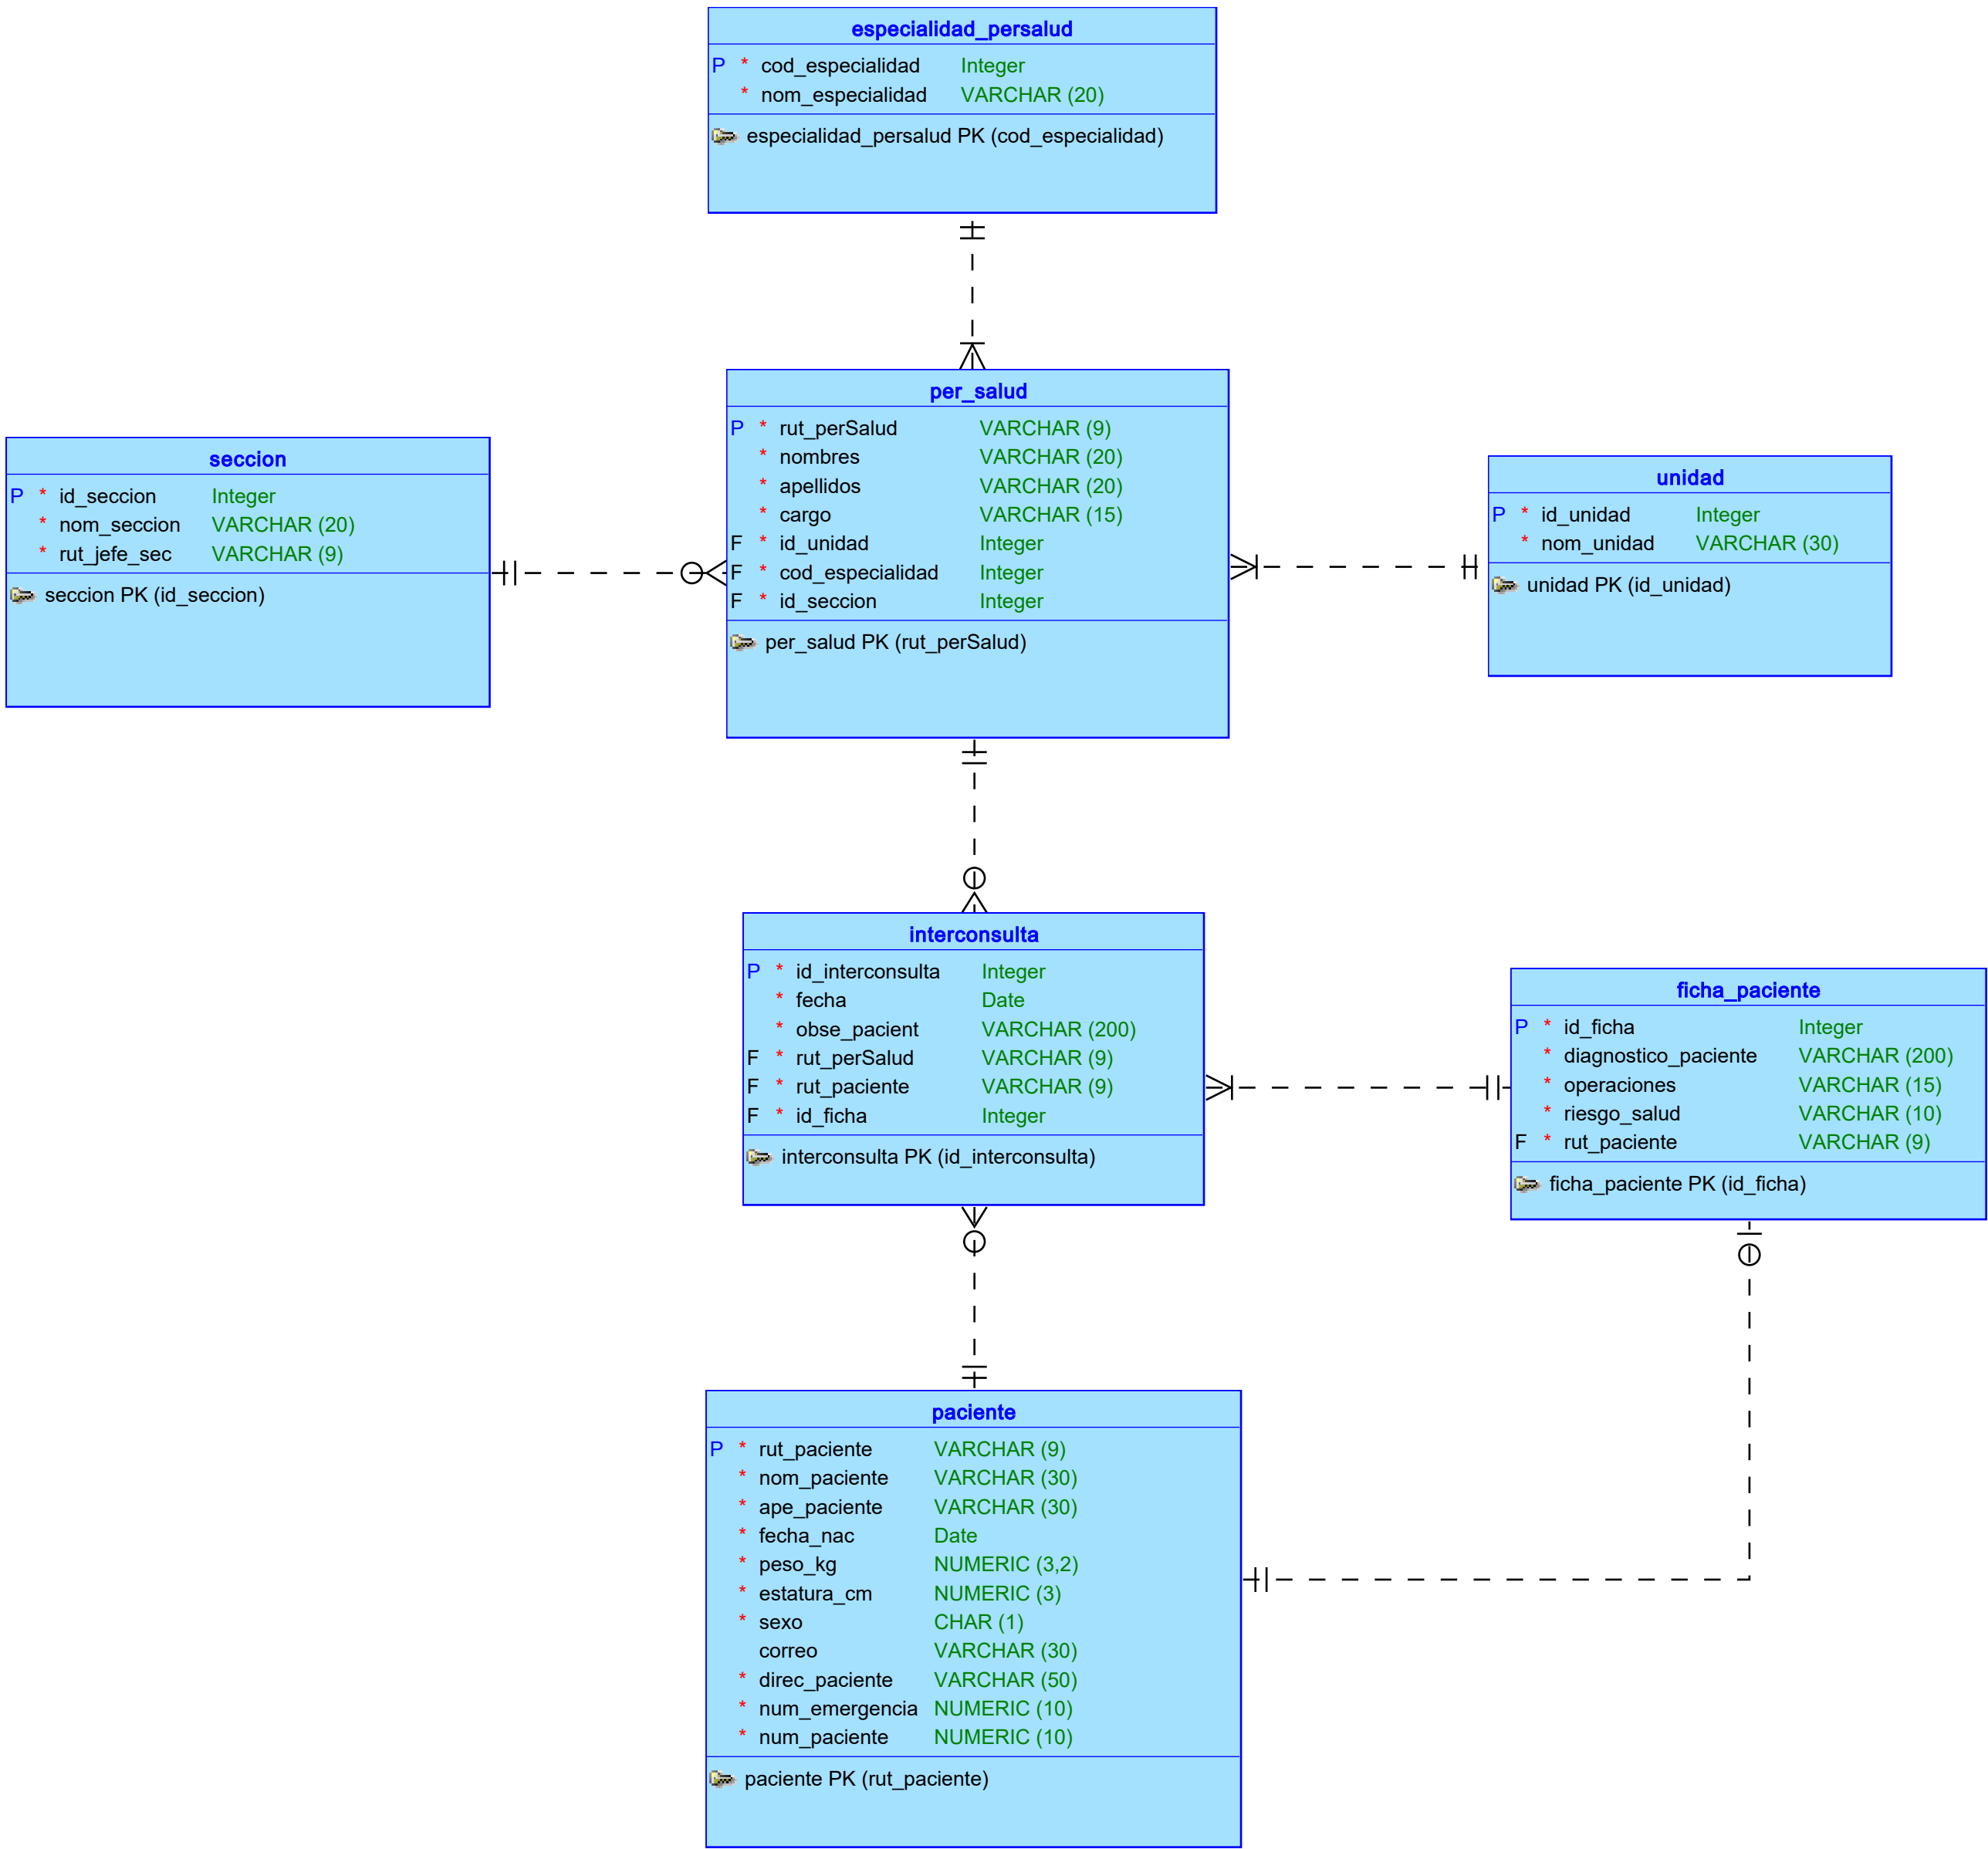 especialidad_persalud
P * cod_especialidad Integer
* nom_especialidad VARCHAR (20)
especialidad_persalud PK (cod_especialidad)
per_salud
P * rut_perSalud VARCHAR (9)
* nombres VARCHAR (20)
* apellidos VARCHAR (20)
* cargo VARCHAR (15)
F * id_unidad Integer
F * cod_especialidad Integer
F * id_seccion Integer
per_salud PK (rut_perSalud)
seccion
P * id_seccion Integer
* nom_seccion VARCHAR (20)
* rut_jefe_sec VARCHAR (9)
seccion PK (id_seccion)
unidad
P * id_unidad Integer
* nom_unidad VARCHAR (30)
unidad PK (id_unidad)
interconsulta
P * id_interconsulta Integer
* fecha Date
* obse_pacient VARCHAR (200)
F * rut_perSalud VARCHAR (9)
F * rut_paciente VARCHAR (9)
F * id_ficha Integer
interconsulta PK (id_interconsulta)
ficha_paciente
P * id_ficha Integer
* diagnostico_paciente VARCHAR (200)
* operaciones VARCHAR (15)
* riesgo_salud VARCHAR (10)
F * rut_paciente VARCHAR (9)
ficha_paciente PK (id_ficha)
paciente
P * rut_paciente VARCHAR (9)
* nom_paciente VARCHAR (30)
* ape_paciente VARCHAR (30)
* fecha_nac Date
* peso_kg NUMERIC (3,2)
* estatura_cm NUMERIC (3)
* sexo CHAR (1)
correo VARCHAR (30)
* direc_paciente VARCHAR (50)
* num_emergencia NUMERIC (10)
* num_paciente NUMERIC (10)
paciente PK (rut_paciente)